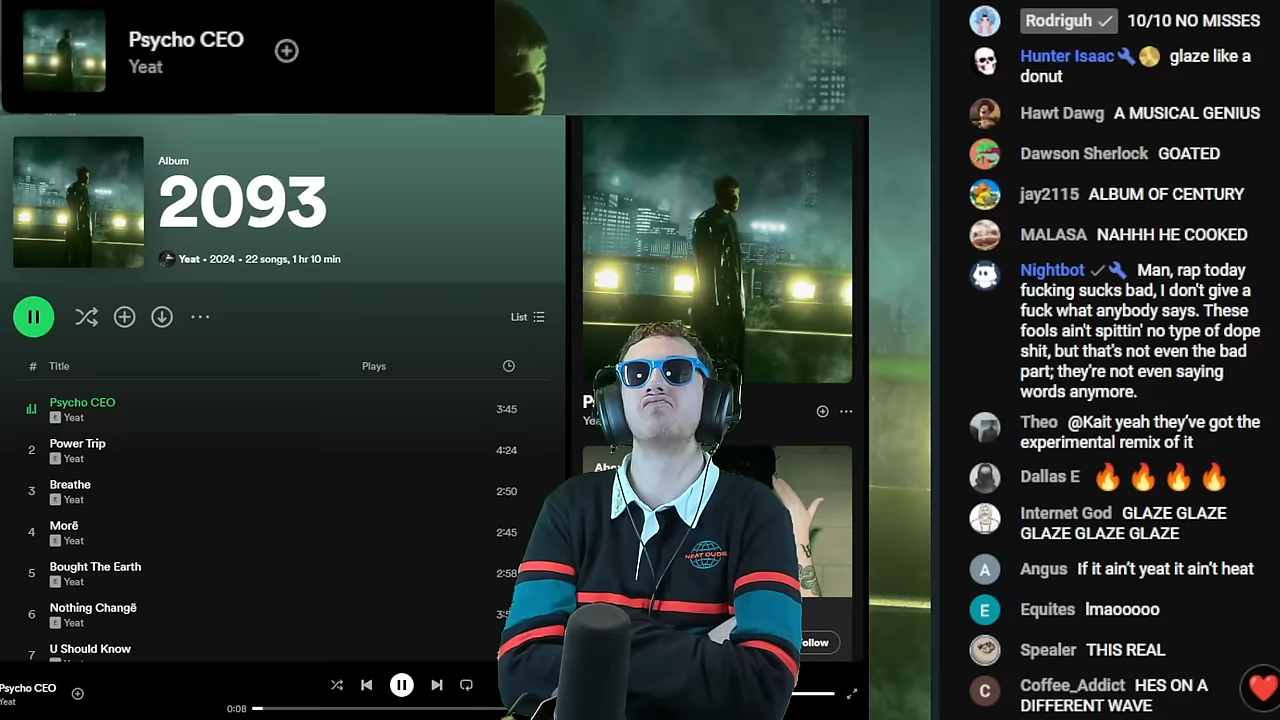 Psycho CEO
Yeat
Album
2093
Yeat • 2024 • 22 songs, 1 hr 10 min
List
# Title Plays
Psycho CEO
E Yeat
3:45
2 Power Trip
E Yeat
4:24
3 Breathe
E Yeat
2:50
4 Morë
E Yeat
2:45
5 Bought The Earth
E Yeat
2:58
6 Nothing Changë
E Yeat
7 U Should Know
Psycho CEO
Yeat
0:08
NEAT DUDE
Rodriguh 10/10 NO MISSES
Hunter Isaac glaze like a
donut
Hawt Dawg A MUSICAL GENIUS
Dawson Sherlock GOATED
jay2115 ALBUM OF CENTURY
MALASA NAHHH HE COOKED
Nightbot Man, rap today
fucking sucks bad, I don't give a
fuck what anybody says. These
fools ain't spittin' no type of dope
shit, but that's not even the bad
part; they're not even saying
words anymore.
Theo @Kait yeah they've got the
experimental remix of it
Dallas E 🔥🔥🔥🔥
Internet God GLAZE GLAZE
GLAZE GLAZE GLAZE
A Angus If it ain't yeat it ain't heat
E Equites lmaooooo
Spealer THIS REAL
C Coffee_Addict HES ON A
DIFFERENT WAVE